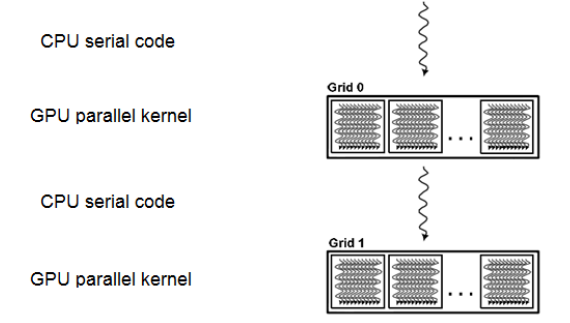 CPU serial code
Grid 0
GPU parallel kernel
. . .
CPU serial code
Grid 1
GPU parallel kernel
. . .